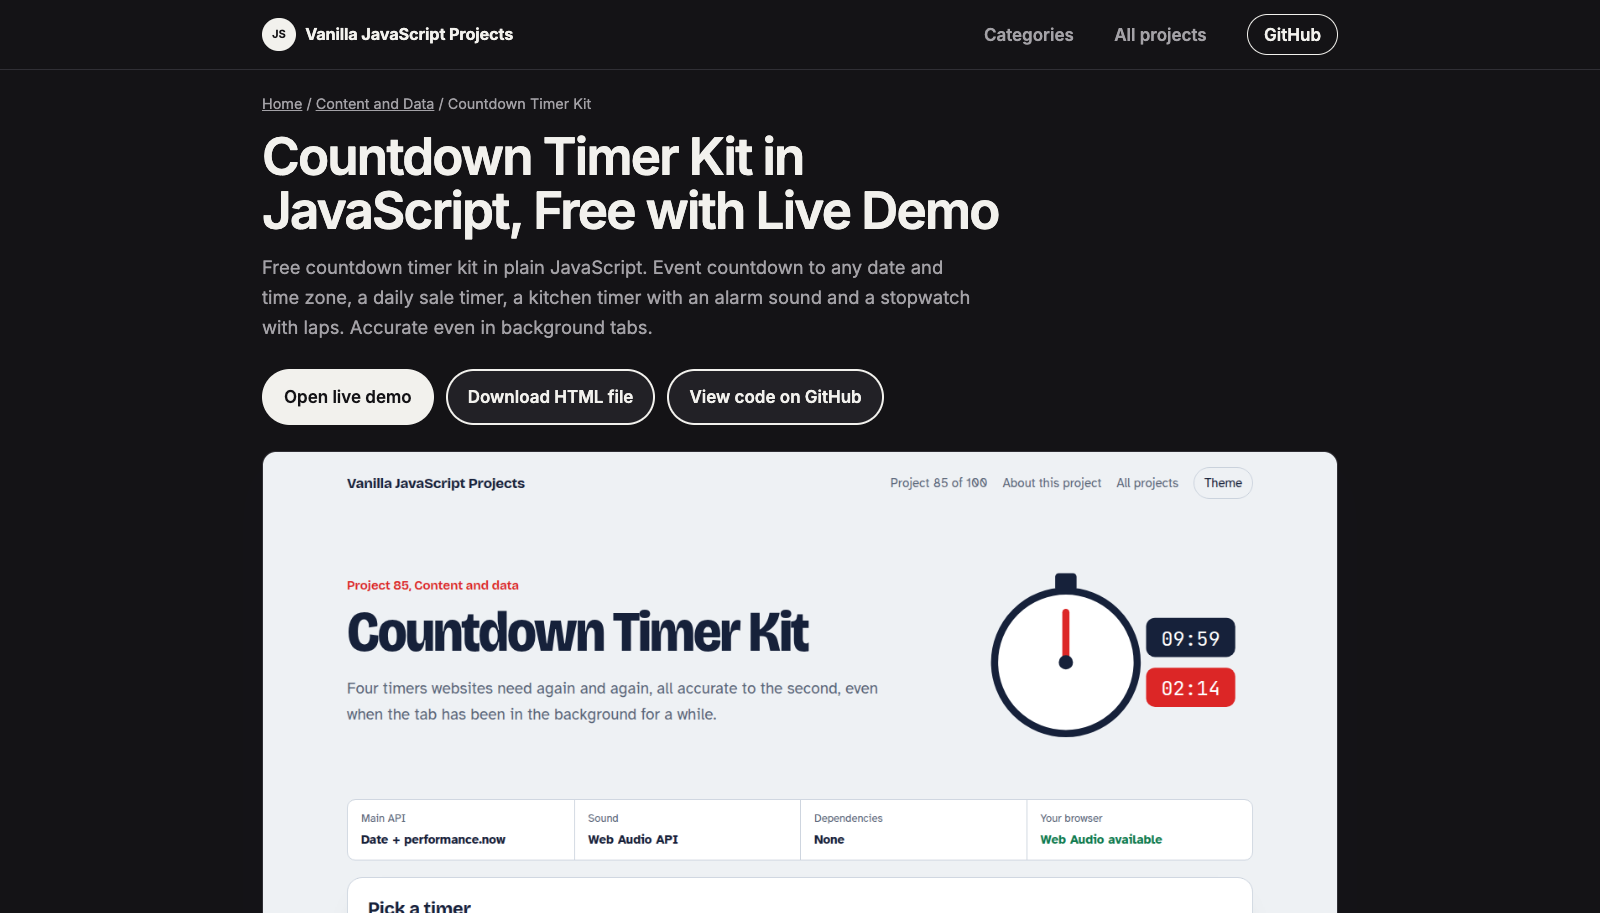 JS Vanilla JavaScript Projects Categories All projects GitHub
Home / Content and Data / Countdown Timer Kit
Countdown Timer Kit in
JavaScript, Free with Live Demo
Free countdown timer kit in plain JavaScript. Event countdown to any date and
time zone, a daily sale timer, a kitchen timer with an alarm sound and a stopwatch
with laps. Accurate even in background tabs.
Open live demo Download HTML file View code on GitHub
Vanilla JavaScript Projects Project 85 of 100 About this project All projects Theme
Project 85, Content and data
Countdown Timer Kit
Four timers websites need again and again, all accurate to the second, even
when the tab has been in the background for a while.
09:59
02:14
Main API Sound Dependencies Your browser
Date + performance.now Web Audio API None Web Audio available
Pick a timer